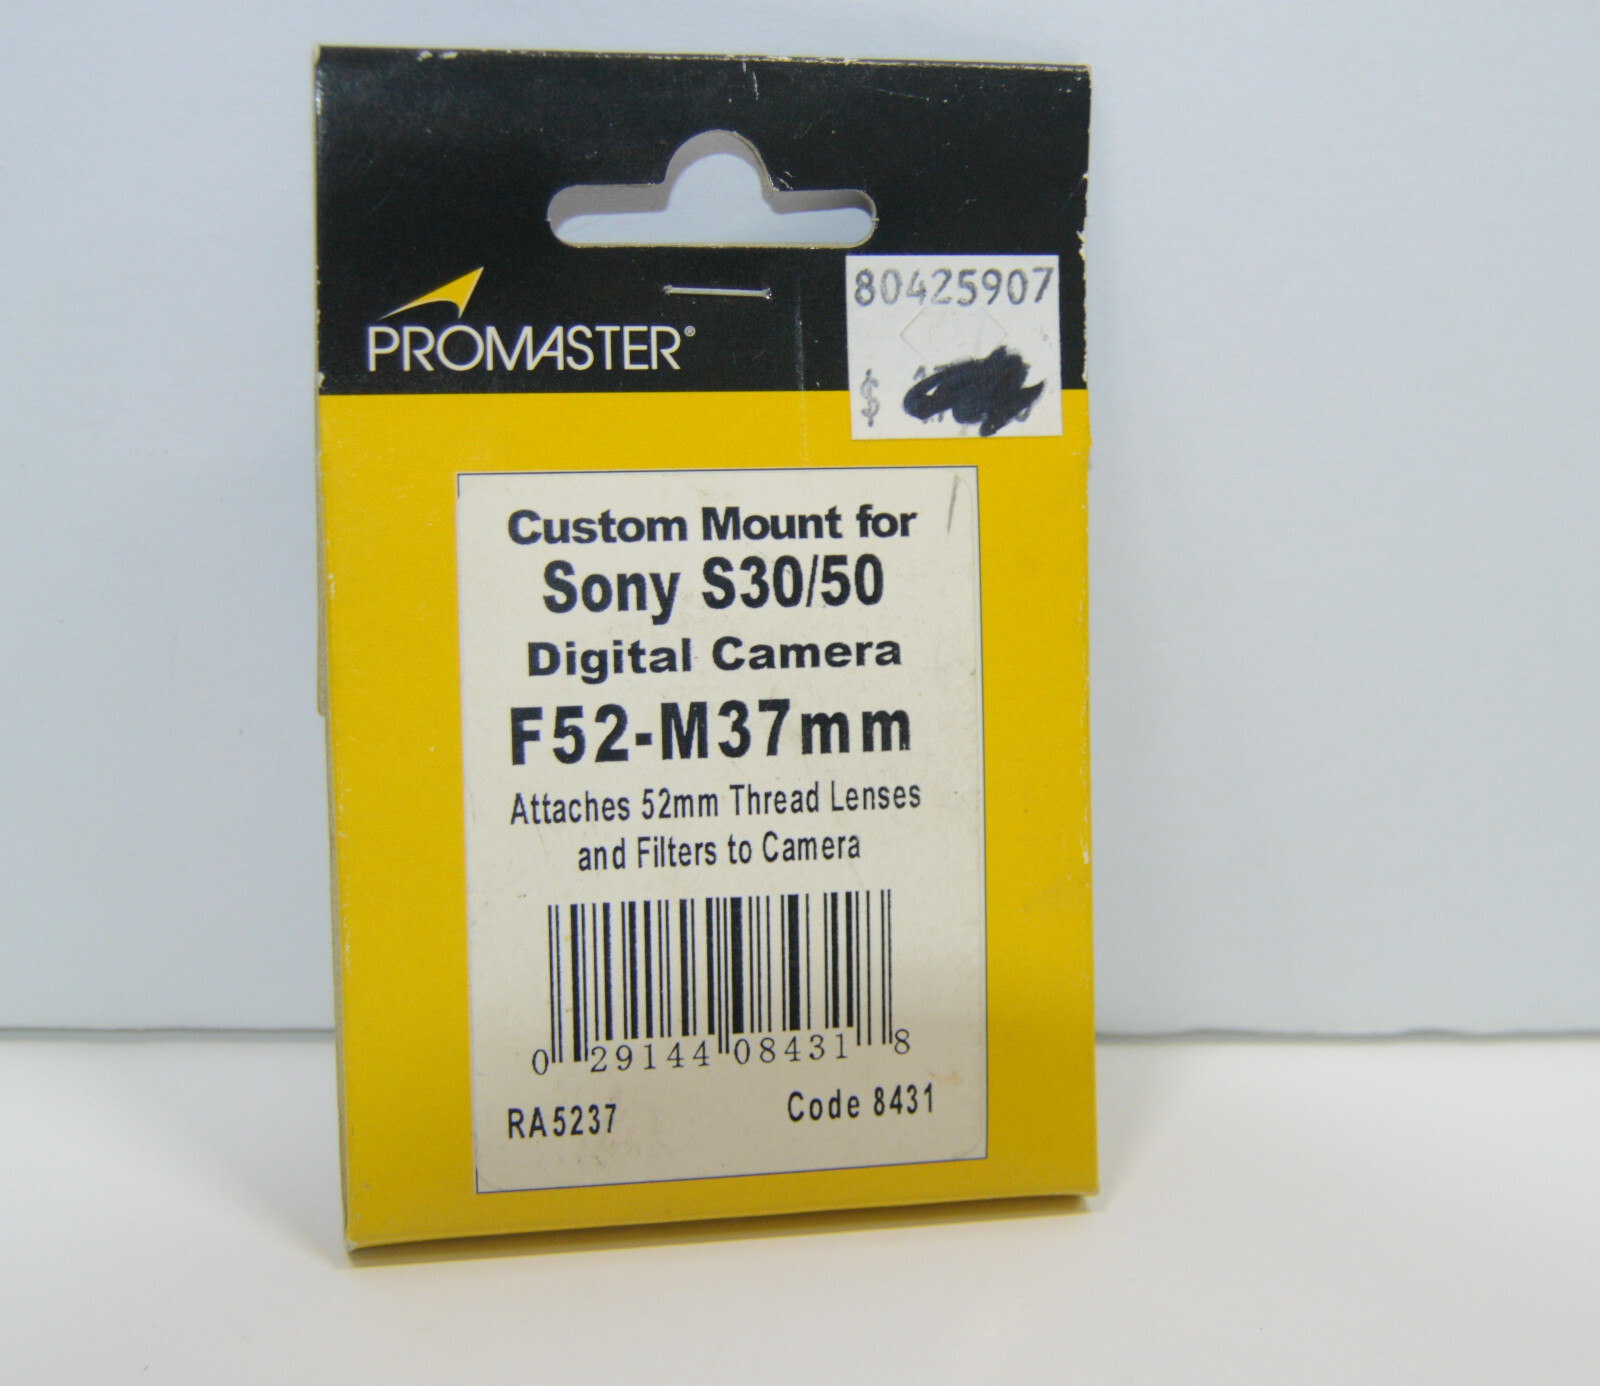 PROMASTER®
80425907
$
Custom Mount for
Sony S30/50
Digital Camera
F52-M37mm
Attaches 52mm Thread Lenses
and Filters to Camera
0 29144 08431 8
RA5237 Code 8431